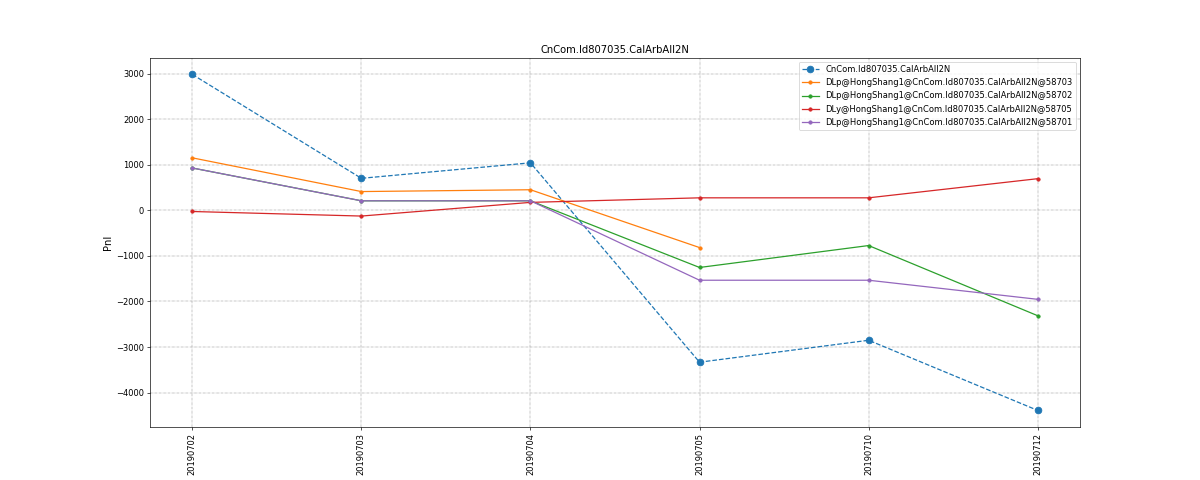 CnCom.Id807035.CalArbAll2N
CnCom.Id807035.CalArbAll2N
DLp@HongShang1@CnCom.Id807035.CalArbAll2N@58703
DLp@HongShang1@CnCom.Id807035.CalArbAll2N@58702
DLy@HongShang1@CnCom.Id807035.CalArbAll2N@58705
DLp@HongShang1@CnCom.Id807035.CalArbAll2N@58701
3000
2000
1000
0
−1000
−2000
−3000
−4000
Pnl
20190702
20190703
20190704
20190705
20190710
20190712